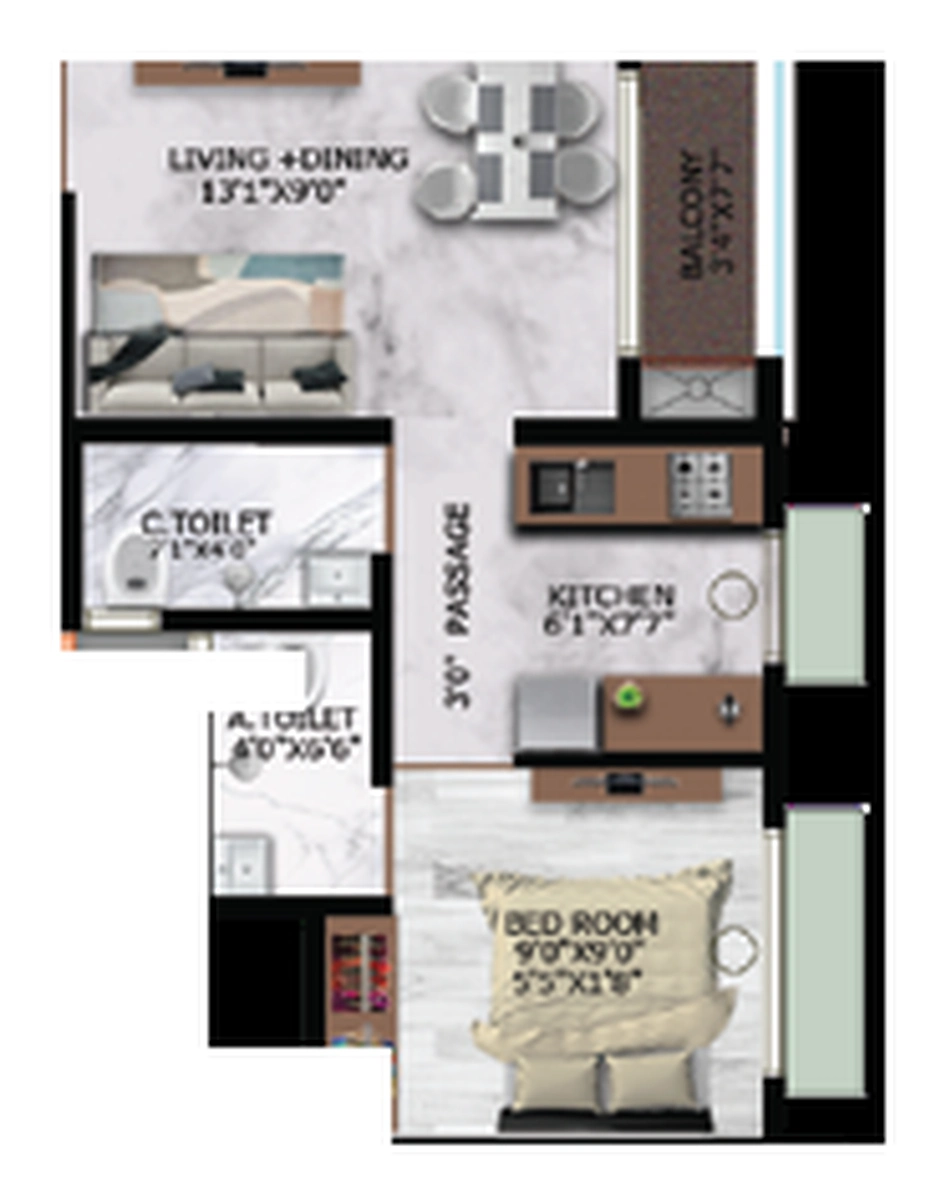 LIVING +DINING
13'1"X9'0"
BALCONY
3'4"X7'7"
C.TOILET
7'1"X4'0"
3'0" PASSAGE
KITCHEN
6'1"X7'7"
A.TOILET
4'0"X6'6"
BED ROOM
9'0"X9'0"
5'5"X1'8"